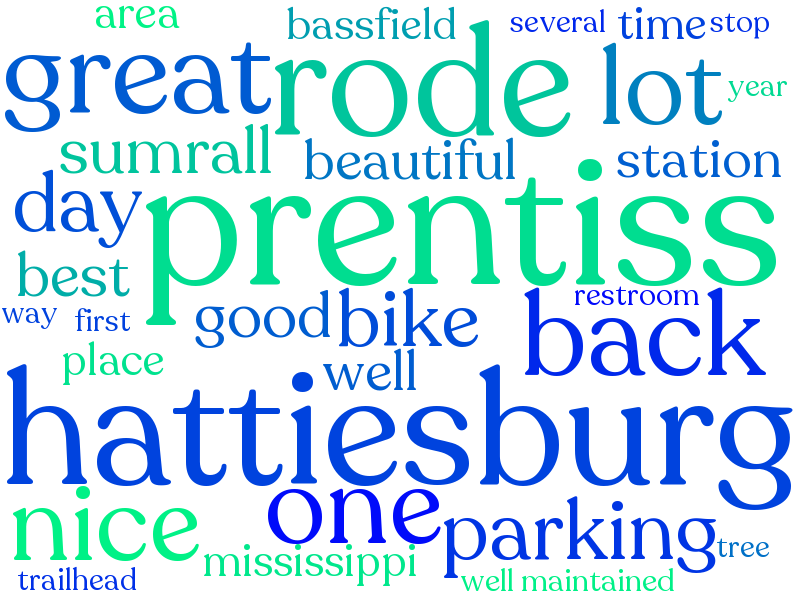 area bassfield several time stop
great rode lot year
sumrall beautiful station
day prentiss
best
way first good bike restroom back
place well
hattiesburg
nice one parking tree
mississippi
trailhead well maintained